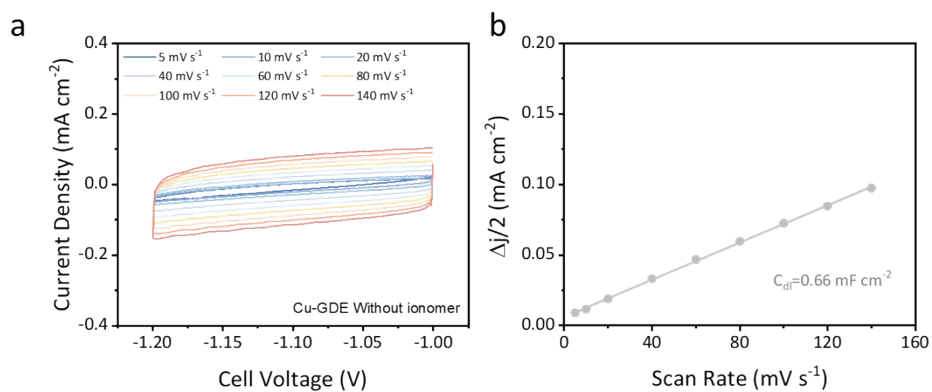 a
Current Density (mA cm⁻²)
0.4
0.2
0.0
-0.2
-0.4
5 mV s⁻¹ 10 mV s⁻¹ 20 mV s⁻¹
40 mV s⁻¹ 60 mV s⁻¹ 80 mV s⁻¹
100 mV s⁻¹ 120 mV s⁻¹ 140 mV s⁻¹
Cu-GDE Without ionomer
-1.20 -1.15 -1.10 -1.05 -1.00
Cell Voltage (V)
b
Δj/2 (mA cm⁻²)
0.20
0.15
0.10
0.05
0.00
C_dl=0.66 mF cm⁻²
0 40 80 120 160
Scan Rate (mV s⁻¹)